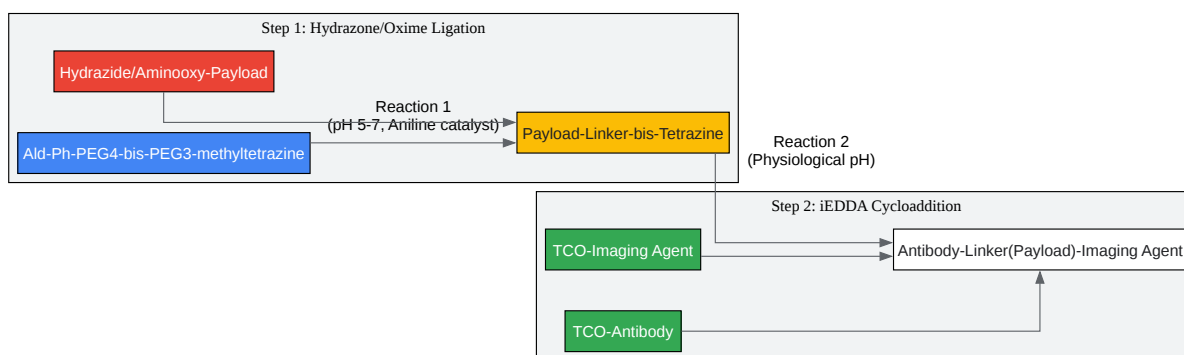 Step 1: Hydrazone/Oxime Ligation
Hydrazide/Aminooxy-Payload
Reaction 1
(pH 5-7, Aniline catalyst)
Ald-Ph-PEG4-bis-PEG3-methyltetrazine
Payload-Linker-bis-Tetrazine
Reaction 2
(Physiological pH)
Step 2: iEDDA Cycloaddition
TCO-Imaging Agent
Antibody-Linker(Payload)-Imaging Agent
TCO-Antibody